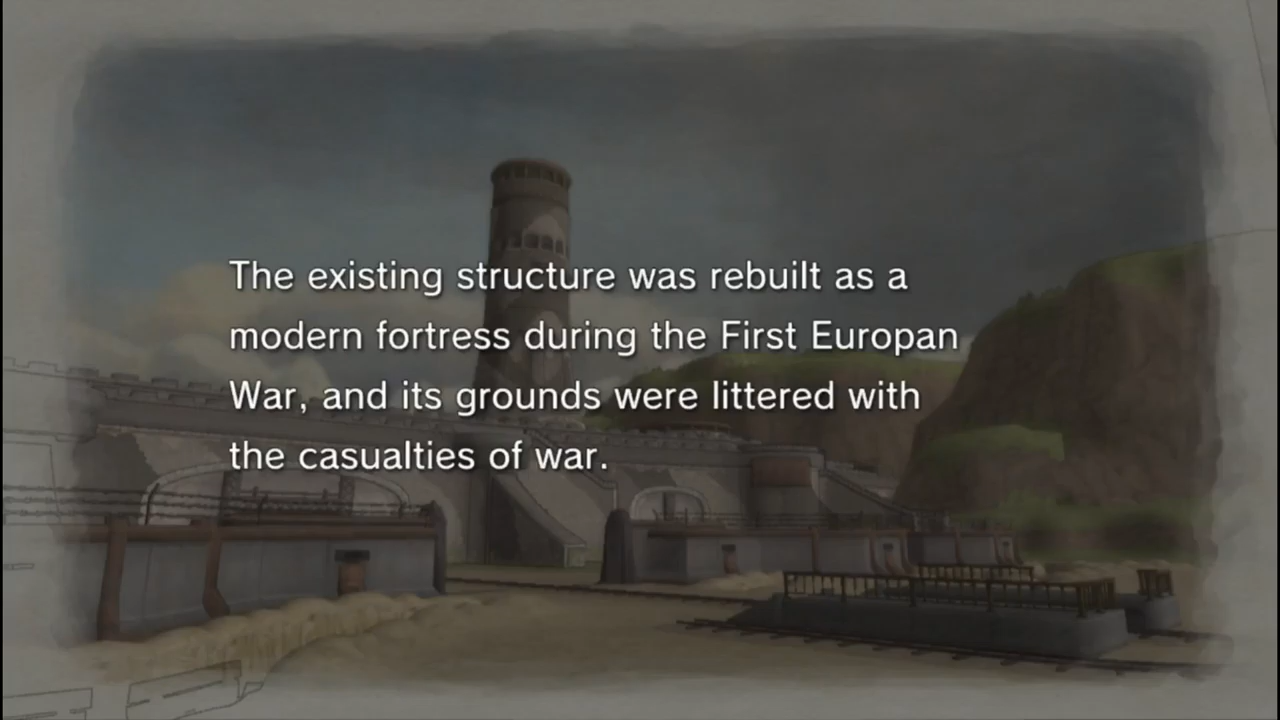 The existing structure was rebuilt as a
modern fortress during the First Europan
War, and its grounds were littered with
the casualties of war.